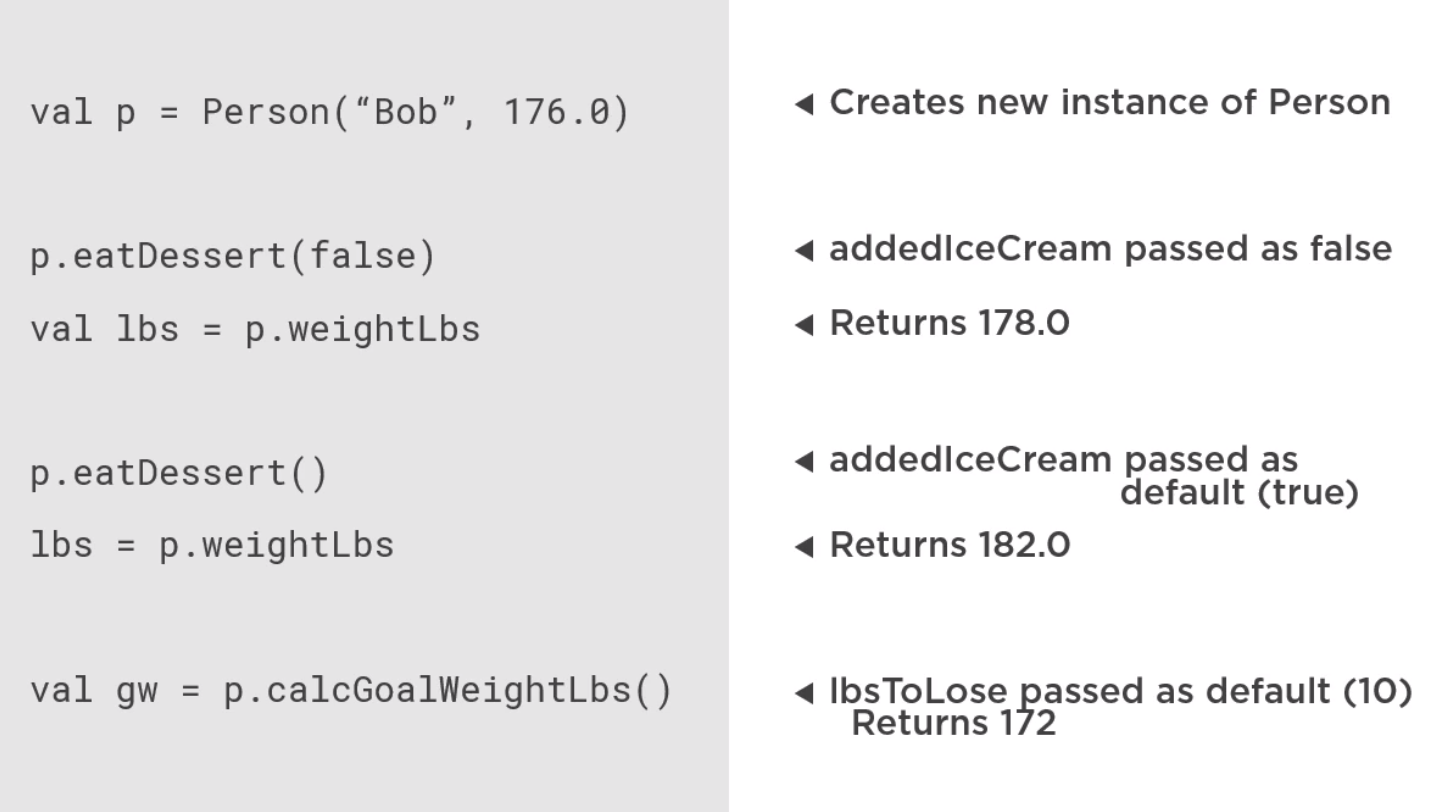 val p = Person(“Bob”, 176.0)
◀ Creates new instance of Person
p.eatDessert(false)
◀ addedIceCream passed as false
val lbs = p.weightLbs
◀ Returns 178.0
p.eatDessert()
◀ addedIceCream passed as
default (true)
lbs = p.weightLbs
◀ Returns 182.0
val gw = p.calcGoalWeightLbs()
◀ lbsToLose passed as default (10)
Returns 172